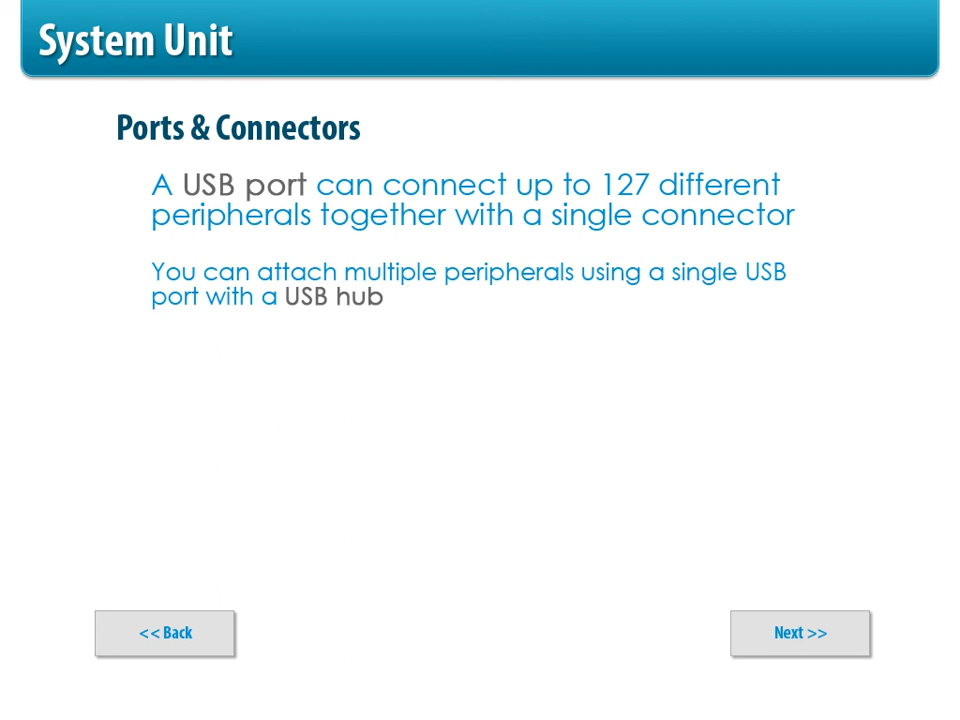 System Unit
Ports & Connectors
A USB port can connect up to 127 different
peripherals together with a single connector
You can attach multiple peripherals using a single USB
port with a USB hub
<< Back
Next >>